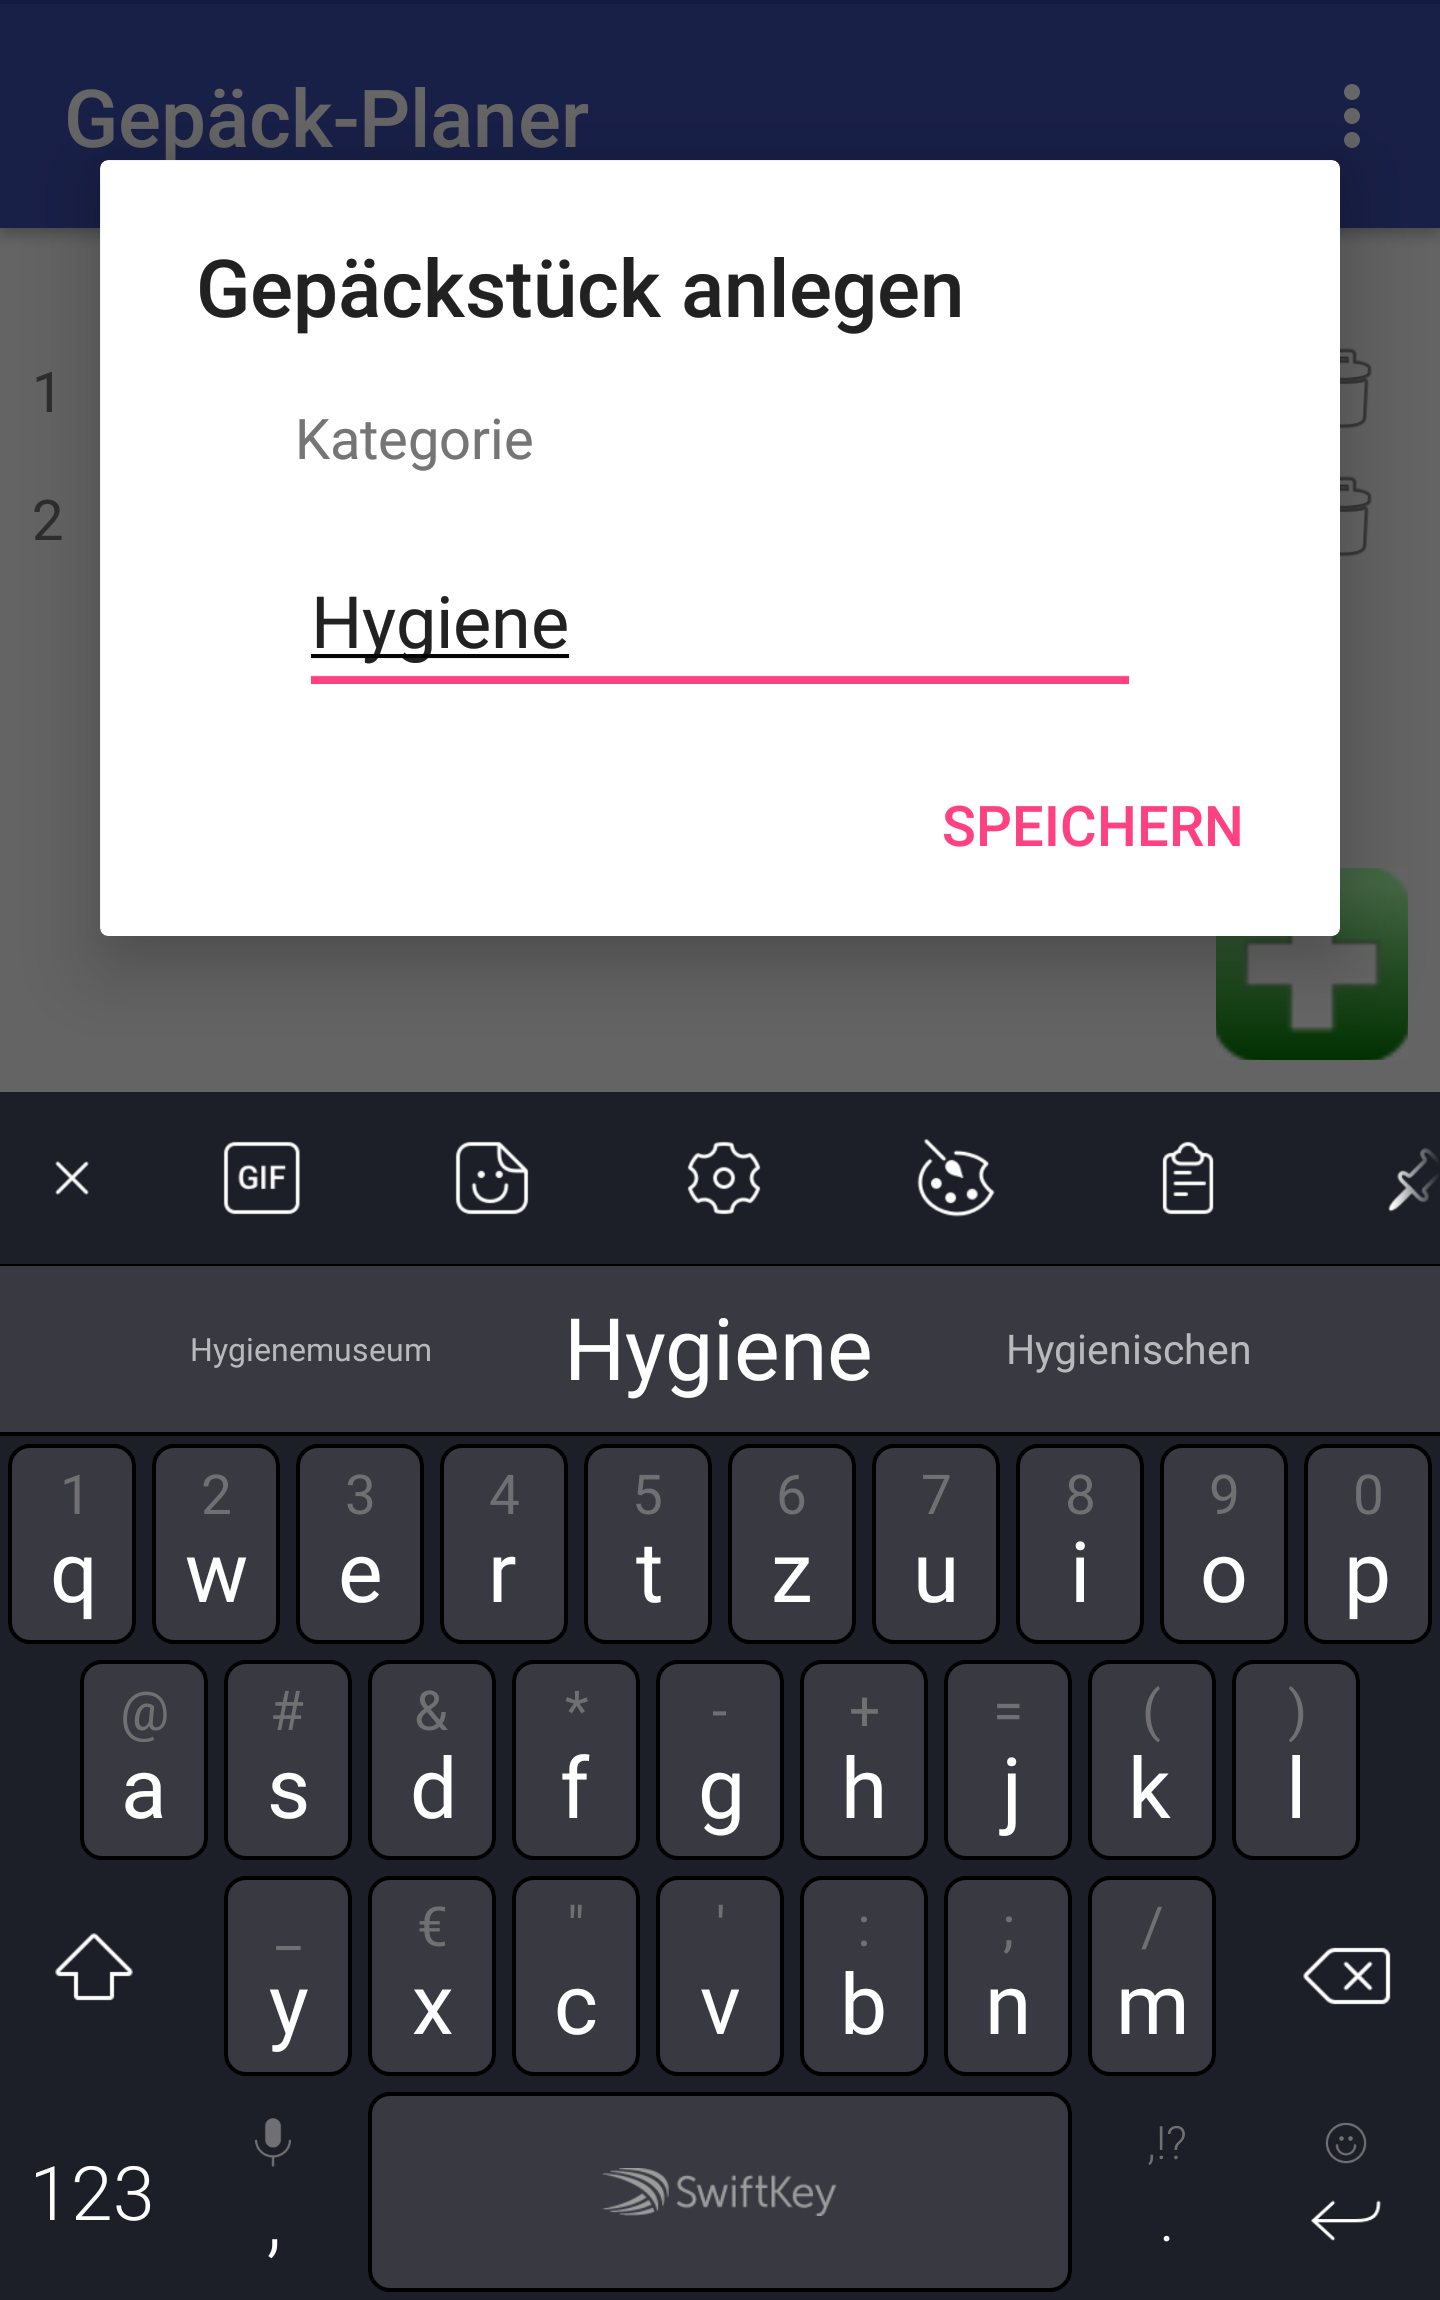 Gepäck-Planer
Gepäckstück anlegen
1
Kategorie
2
Hygiene
SPEICHERN
GIF
Hygienemuseum Hygiene Hygienischen
1 2 3 4 5 6 7 8 9 0
q w e r t z u i o p
@ # & * - + = ( )
a s d f g h j k l
_ € " ' : ; /
y x c v b n m
,!?
123 , SwiftKey .